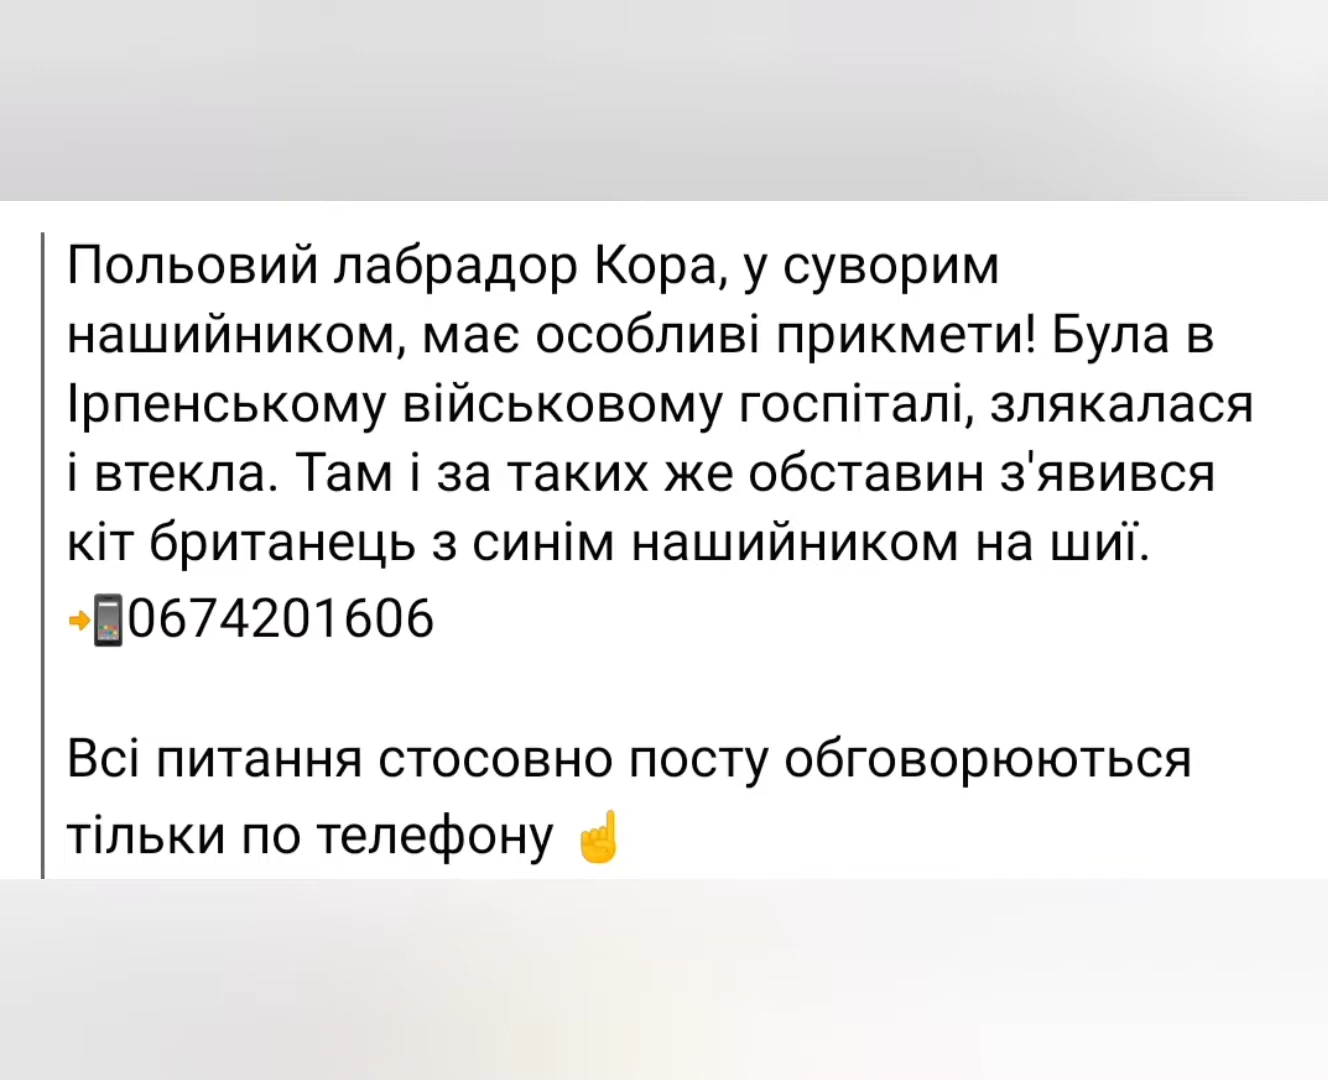 Польовий лабрадор Кора, у суворим
нашийником, має особливі прикмети! Була в
Ірпенському військовому госпіталі, злякалася
і втекла. Там і за таких же обставин з'явився
кіт британець з синім нашийником на шиї.
0674201606
Всі питання стосовно посту обговорюються
тільки по телефону